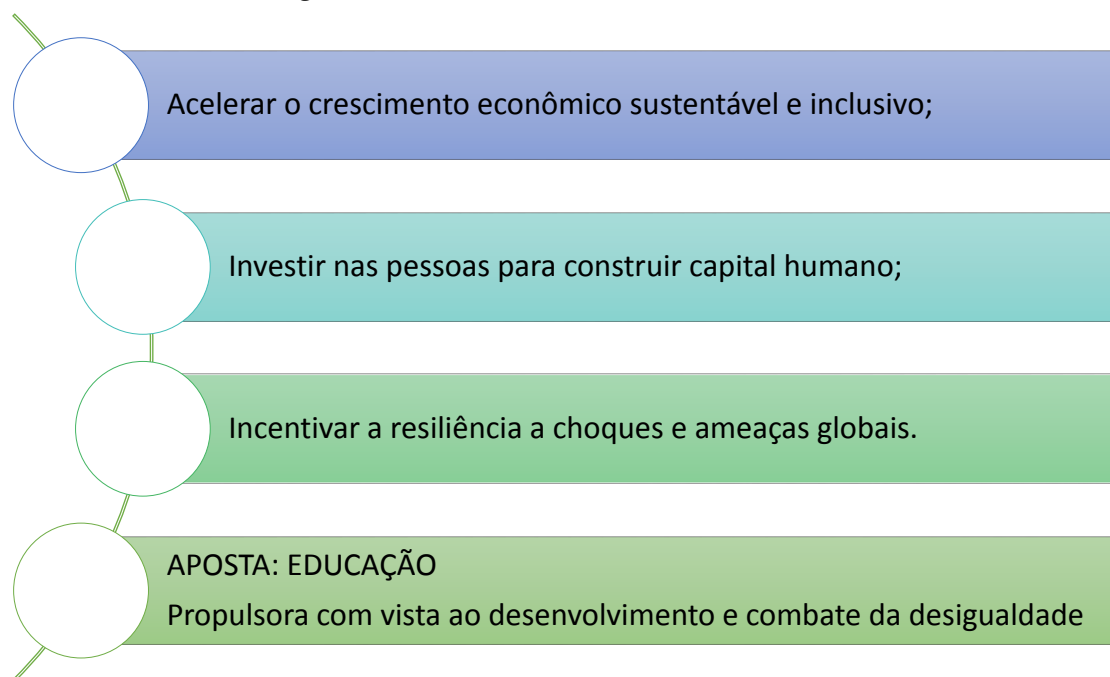 Acelerar o crescimento econômico sustentável e inclusivo;
Investir nas pessoas para construir capital humano;
Incentivar a resiliência a choques e ameaças globais.
APOSTA: EDUCAÇÃO
Propulsora com vista ao desenvolvimento e combate da desigualdade